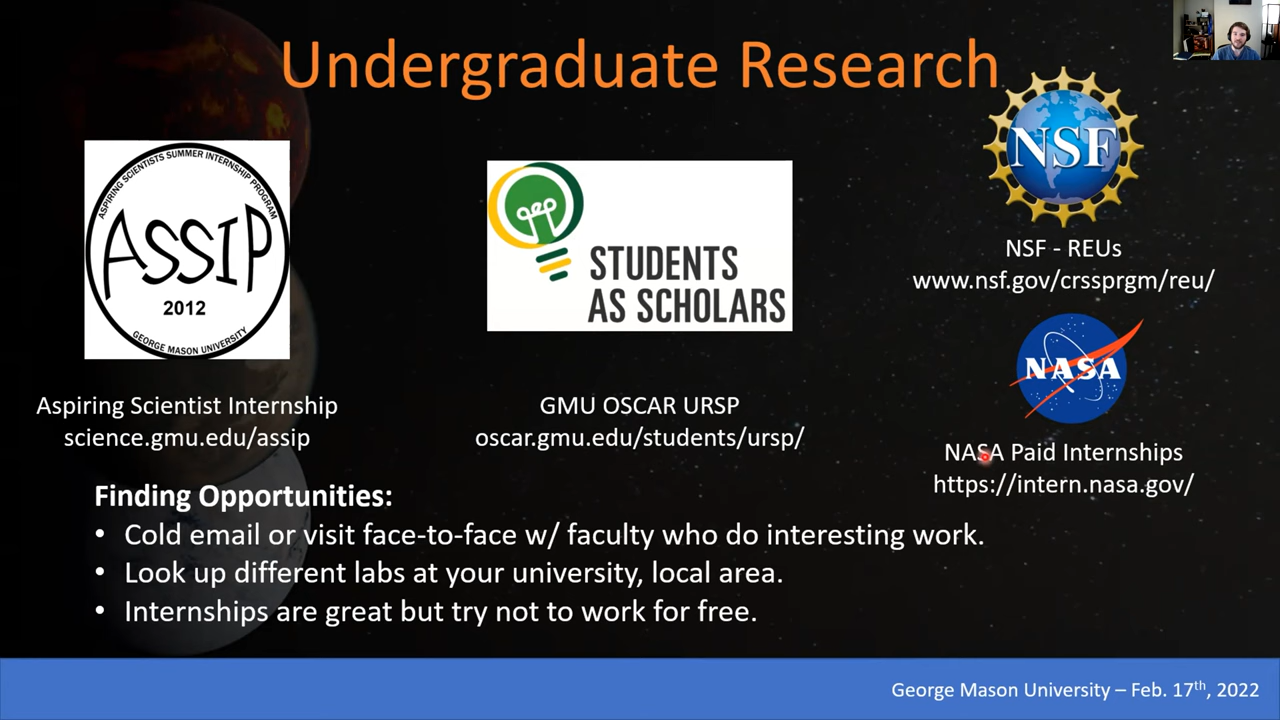 Undergraduate Research
ASPIRING SCIENTISTS SUMMER INTERNSHIP PROGRAM
ASSIP
2012
GEORGE MASON UNIVERSITY
Aspiring Scientist Internship
science.gmu.edu/assip
STUDENTS
AS SCHOLARS
GMU OSCAR URSP
oscar.gmu.edu/students/ursp/
NSF
NSF - REUs
www.nsf.gov/crssprgm/reu/
NASA
NASA Paid Internships
https://intern.nasa.gov/
Finding Opportunities:
• Cold email or visit face-to-face w/ faculty who do interesting work.
• Look up different labs at your university, local area.
• Internships are great but try not to work for free.
George Mason University – Feb. 17th, 2022